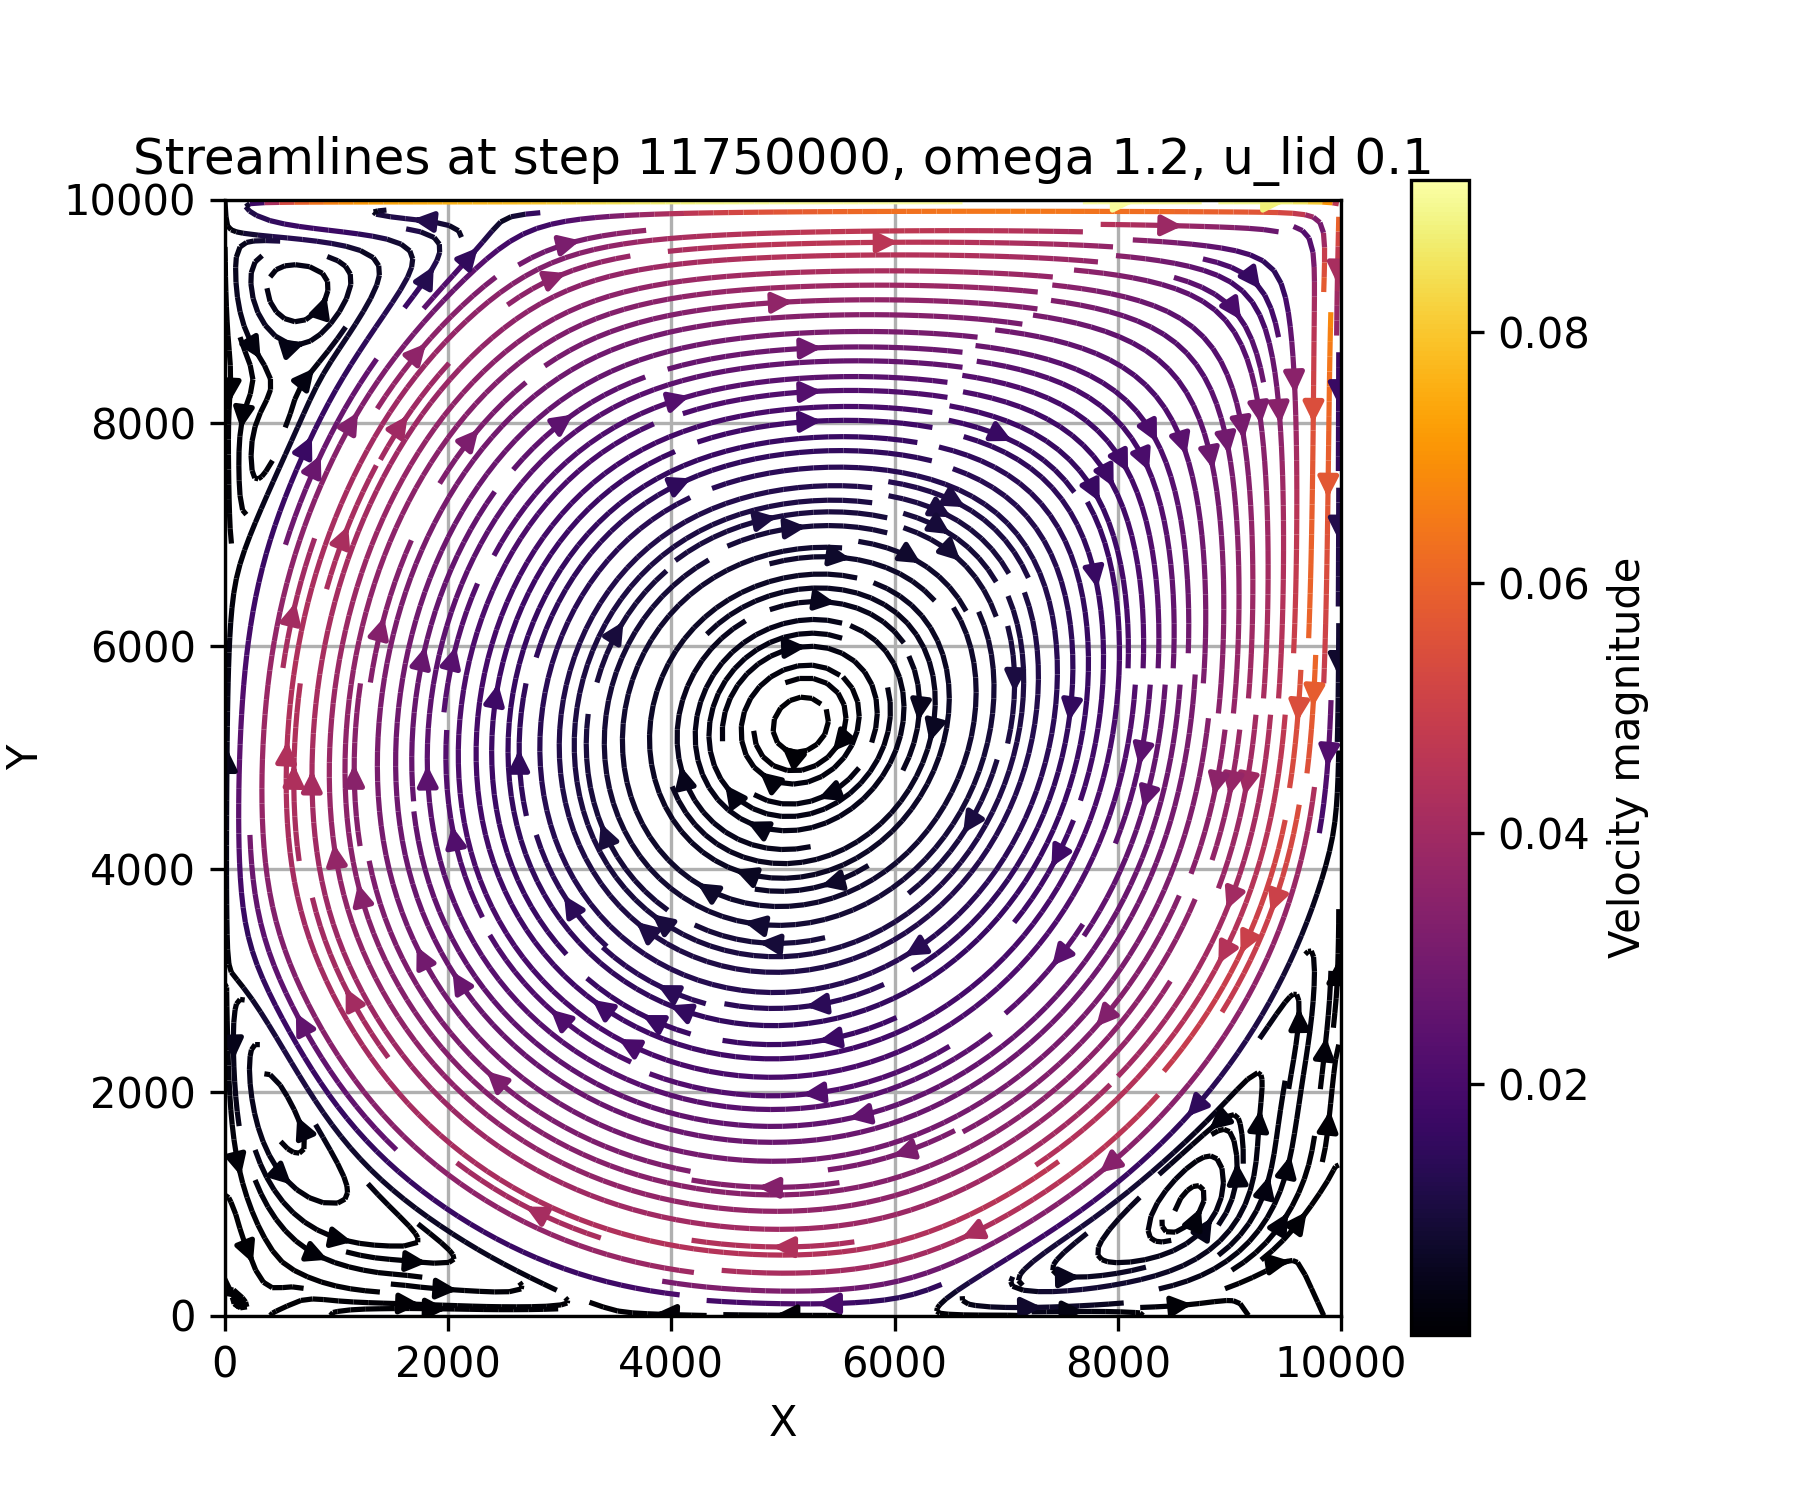 Streamlines at step 11750000, omega 1.2, u_lid 0.1
10000
8000
6000
4000
2000
0
Y
0 2000 4000 6000 8000 10000
X
0.08
0.06
0.04
0.02
Velocity magnitude